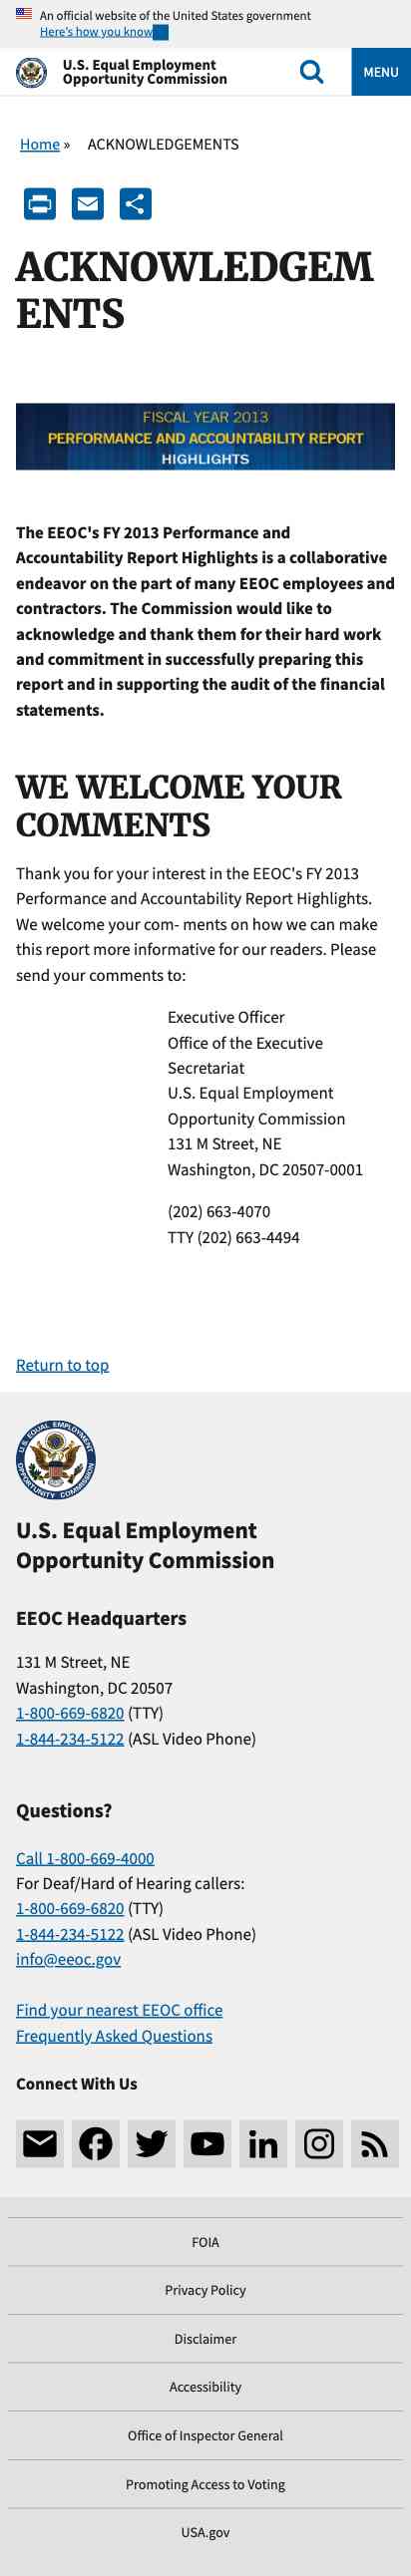 An official website of the United States government
Here's how you know
U.S. Equal Employment
Opportunity Commission
MENU
Home » ACKNOWLEDGEMENTS
ACKNOWLEDGEM
ENTS
FISCAL YEAR 2013
PERFORMANCE AND ACCOUNTABILITY REPORT
HIGHLIGHTS
The EEOC's FY 2013 Performance and
Accountability Report Highlights is a collaborative
endeavor on the part of many EEOC employees and
contractors. The Commission would like to
acknowledge and thank them for their hard work
and commitment in successfully preparing this
report and in supporting the audit of the financial
statements.
WE WELCOME YOUR
COMMENTS
Thank you for your interest in the EEOC's FY 2013
Performance and Accountability Report Highlights.
We welcome your com- ments on how we can make
this report more informative for our readers. Please
send your comments to:
Executive Officer
Office of the Executive
Secretariat
U.S. Equal Employment
Opportunity Commission
131 M Street, NE
Washington, DC 20507-0001
(202) 663-4070
TTY (202) 663-4494
Return to top
U.S. EQUAL EMPLOYMENT OPPORTUNITY COMMISSION
U.S. Equal Employment
Opportunity Commission
EEOC Headquarters
131 M Street, NE
Washington, DC 20507
1-800-669-6820 (TTY)
1-844-234-5122 (ASL Video Phone)
Questions?
Call 1-800-669-4000
For Deaf/Hard of Hearing callers:
1-800-669-6820 (TTY)
1-844-234-5122 (ASL Video Phone)
info@eeoc.gov
Find your nearest EEOC office
Frequently Asked Questions
Connect With Us
FOIA
Privacy Policy
Disclaimer
Accessibility
Office of Inspector General
Promoting Access to Voting
USA.gov